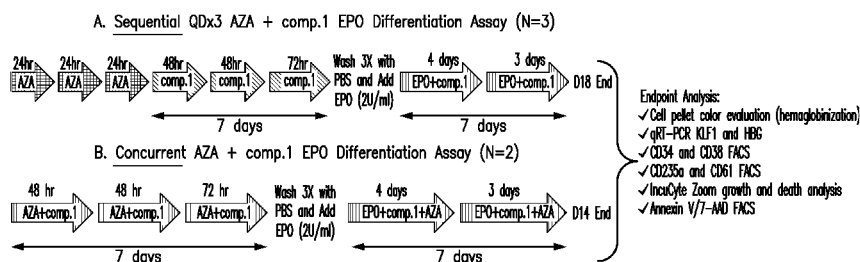 A. Sequential QDx3 AZA + comp.1 EPO Differentiation Assay (N=3)
24hr 24hr 24hr 48hr 48hr 72hr
AZA AZA AZA comp.1 comp.1 comp.1
7 days
Wash 3X with
PBS and Add
EPO (2U/ml)
4 days 3 days
EPO+comp.1 EPO+comp.1
7 days
D18 End
B. Concurrent AZA + comp.1 EPO Differentiation Assay (N=2)
48 hr 48 hr 72 hr
AZA+comp.1 AZA+comp.1 AZA+comp.1
7 days
Wash 3X with
PBS and Add
EPO (2U/ml)
4 days 3 days
EPO+comp.1+AZA EPO+comp.1+AZA
7 days
D14 End
Endpoint Analysis:
✓Cell pellet color evaluation (hemaglobinization)
✓qRT-PCR KLF1 and HBG
✓CD34 and CD38 FACS
✓CD235a and CD61 FACS
✓IncuCyte Zoom growth and death analysis
✓Annexin V/7-AAD FACS